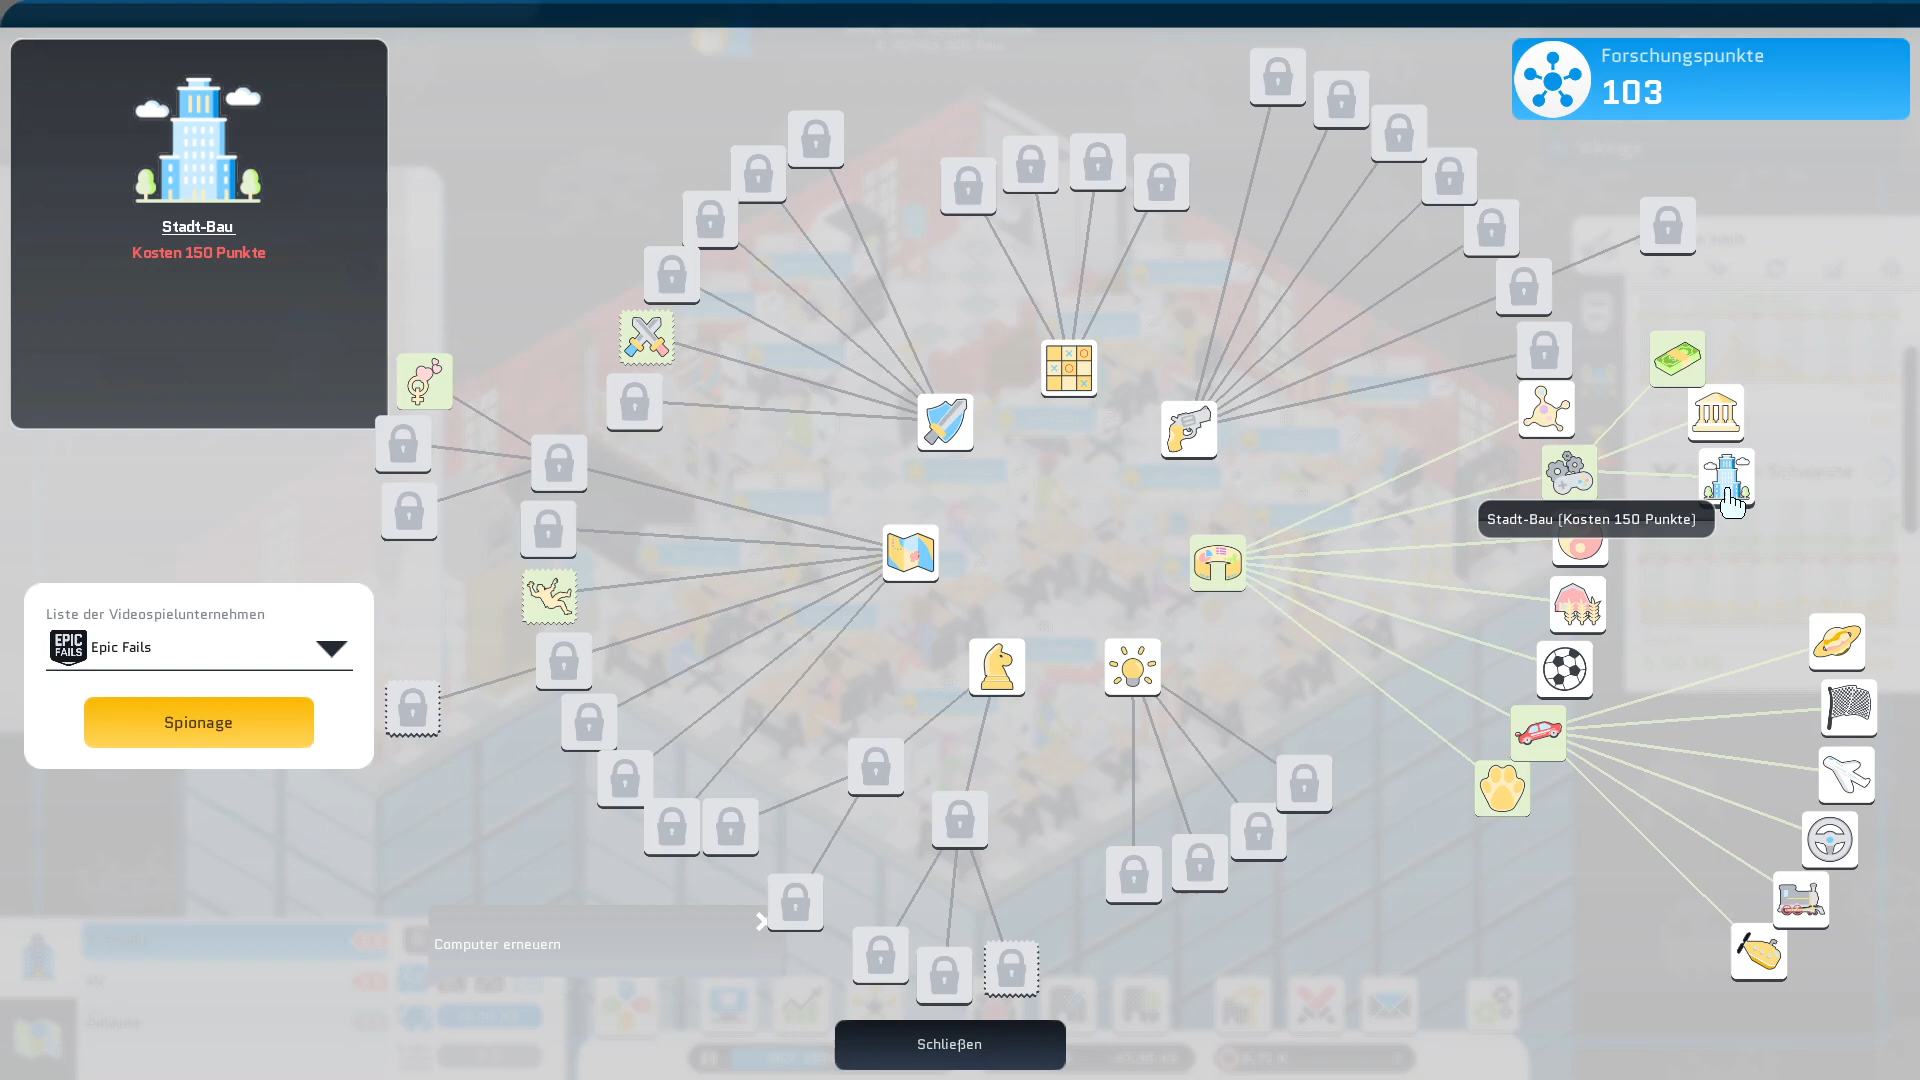 Stadt-Bau
Kosten 150 Punkte
Forschungspunkte
103
Stadt-Bau (Kosten 150 Punkte)
Liste der Videospielunternehmen
EPIC
FAILS
Epic Fails
Spionage
Computer erneuern
Schließen